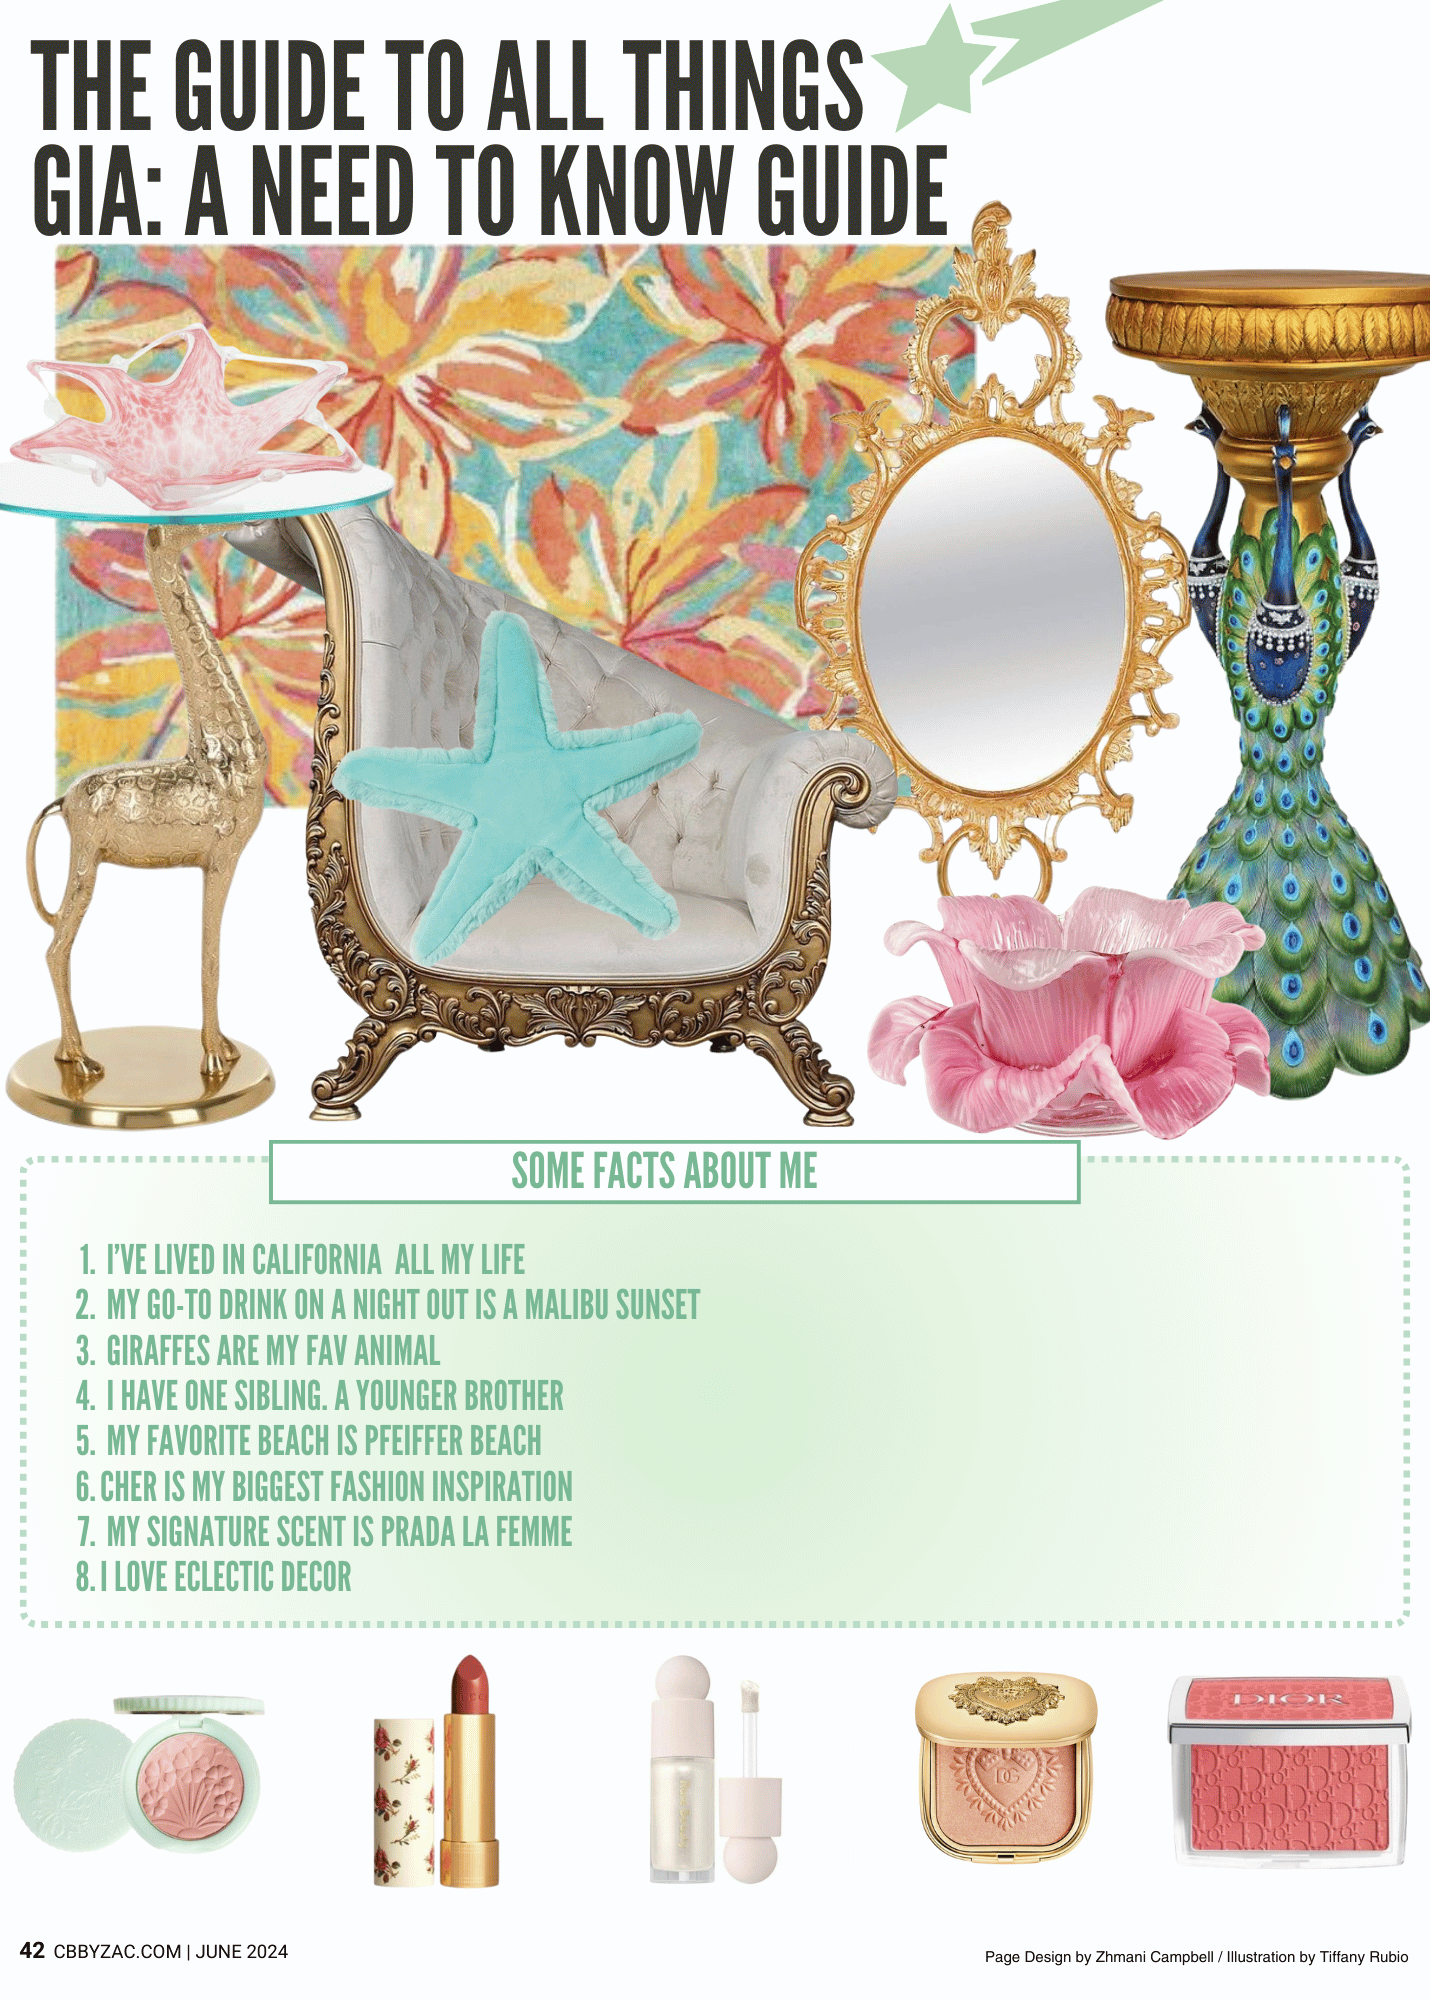 THE GUIDE TO ALL THINGS
GIA: A NEED TO KNOW GUIDE
SOME FACTS ABOUT ME
1. I'VE LIVED IN CALIFORNIA ALL MY LIFE
2. MY GO-TO DRINK ON A NIGHT OUT IS A MALIBU SUNSET
3. GIRAFFES ARE MY FAV ANIMAL
4. I HAVE ONE SIBLING. A YOUNGER BROTHER
5. MY FAVORITE BEACH IS PFEIFFER BEACH
6. CHER IS MY BIGGEST FASHION INSPIRATION
7. MY SIGNATURE SCENT IS PRADA LA FEMME
8. I LOVE ECLECTIC DECOR
GUCCI
DG
DIOR
42 CBBYZAC.COM | JUNE 2024
Page Design by Zhmani Campbell / Illustration by Tiffany Rubio